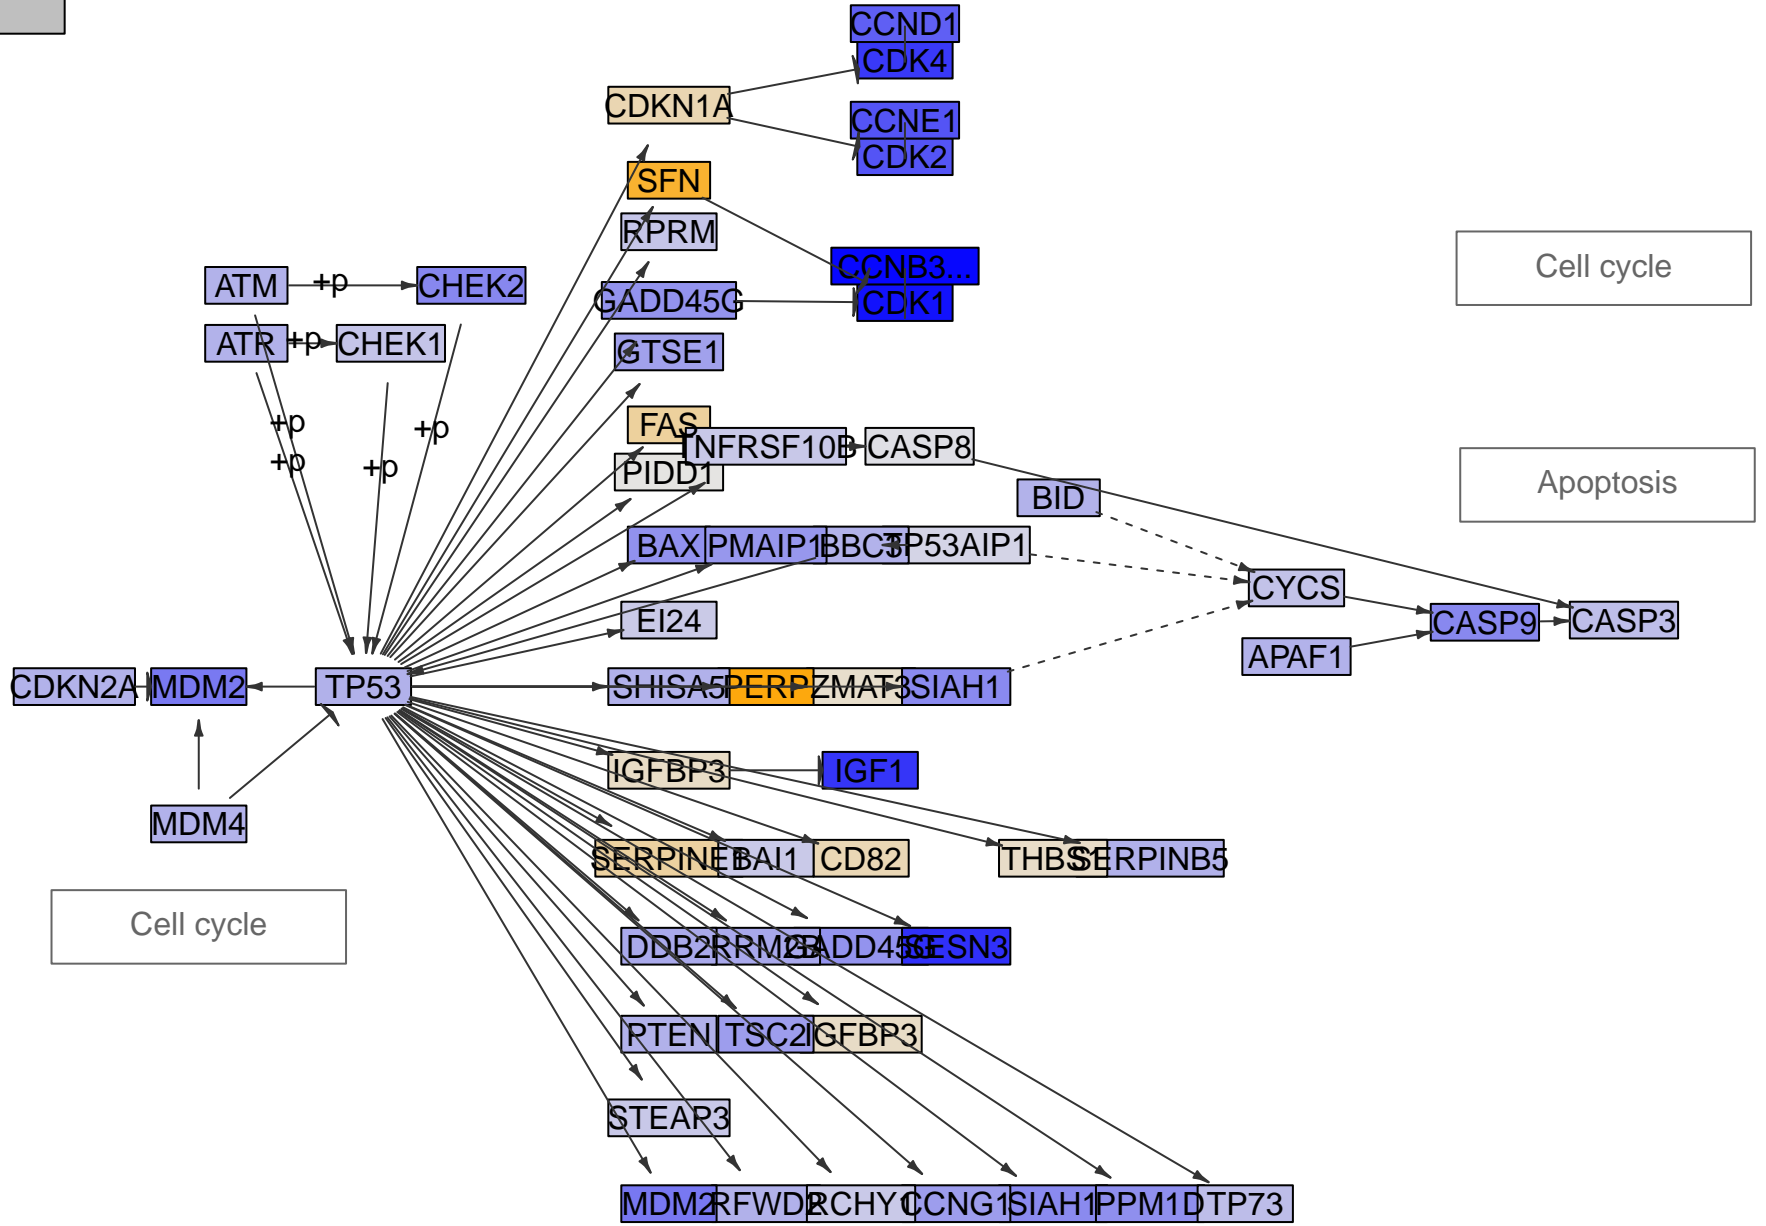 CCND1
CDK4
CDKN1A
CCNE1
CDK2
SFN
RPRM
CCNB3...
Cell cycle
ATM
+p
CHEK2
GADD45G
CDK1
ATR
+p
CHEK1
GTSE1
+p
+p
FAS
TNFRSF10B
CASP8
+p
+p
PIDD1
BID
Apoptosis
BAX
PMAIP1
BBC3
TP53AIP1
CYCS
EI24
CASP9
CASP3
APAF1
CDKN2A
MDM2
TP53
SHISA5
PERP
ZMAT3
SIAH1
IGFBP3
IGF1
MDM4
SERPINE1
BAI1
CD82
THBS1
SERPINB5
Cell cycle
DDB2
RRM2B
GADD45G
SESN3
PTEN
TSC2
IGFBP3
STEAP3
MDM2
RFWD2
RCHY1
CCNG1
SIAH1
PPM1D
TP73